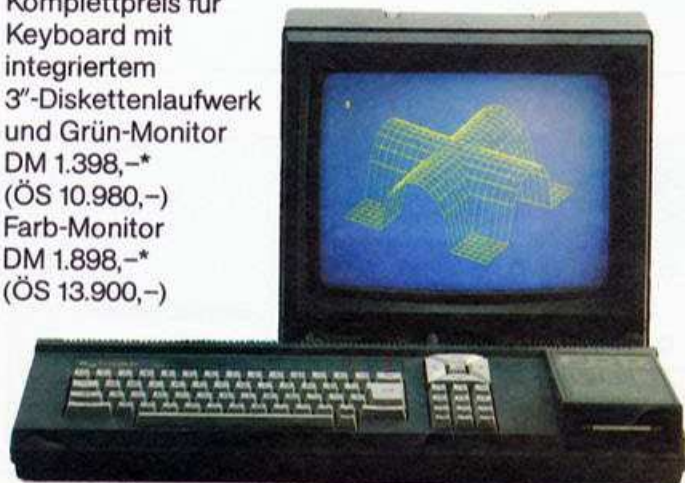 Komplettpreis für
Keyboard mit
integriertem
3″-Diskettenlaufwerk
und Grün-Monitor
DM 1.398,–*
(ÖS 10.980,–)
Farb-Monitor
DM 1.898,–*
(ÖS 13.900,–)